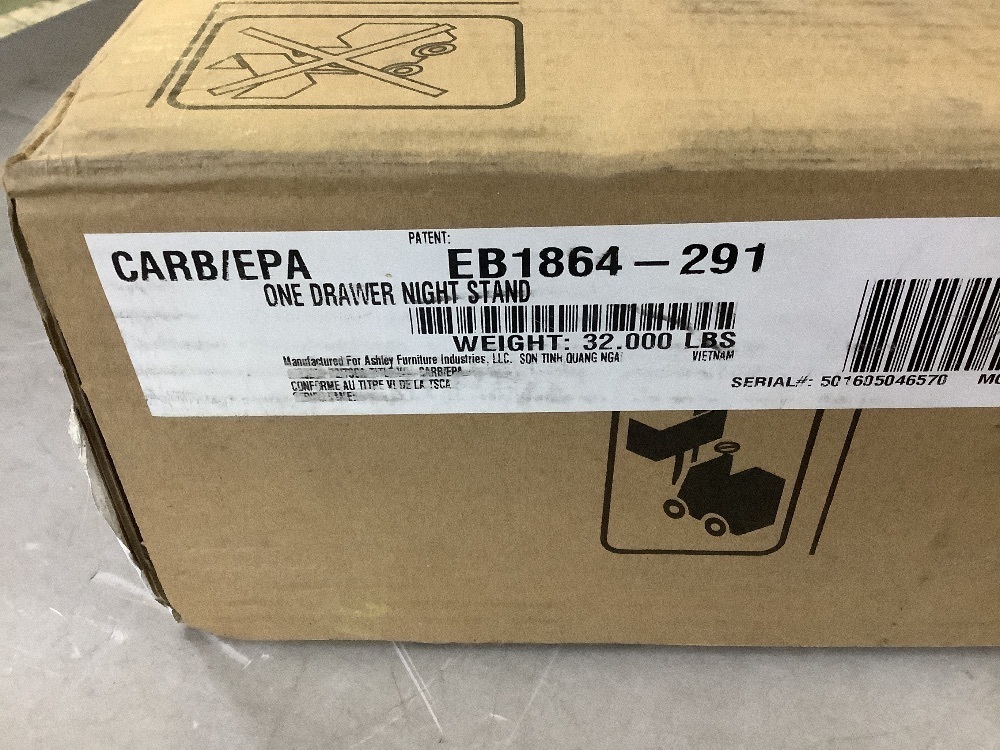 PATENT:
CARB/EPA EB1864-291
ONE DRAWER NIGHT STAND
WEIGHT: 32.000 LBS
Manufactured For Ashley Furniture Industries, LLC. SON TINH QUANG NGAI VIETNAM
CARB/EPA
CONFORME AU TITRE VI DE LA TSCA
SERIAL#: 501605046570